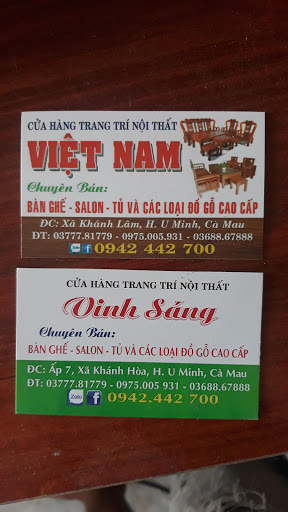 CỬA HÀNG TRANG TRÍ NỘI THẤT
VIỆT NAM
Chuyên Bán:
BÀN GHẾ - SALON - TỦ VÀ CÁC LOẠI ĐỒ GỖ CAO CẤP
ĐC: Xã Khánh Lâm, H. U Minh, Cà Mau
ĐT: 03777.81779 - 0975.005.931 - 03688.67888
Zalo f 0942 442 700
CỬA HÀNG TRANG TRÍ NỘI THẤT
Vinh Sáng
Chuyên Bán:
BÀN GHẾ - SALON - TỦ VÀ CÁC LOẠI ĐỒ GỖ CAO CẤP
ĐC: Ấp 7, Xã Khánh Hòa, H. U Minh, Cà Mau
ĐT: 03777.81779 - 0975.005 931 - 03688.67888
Zalo f 0942.442 700